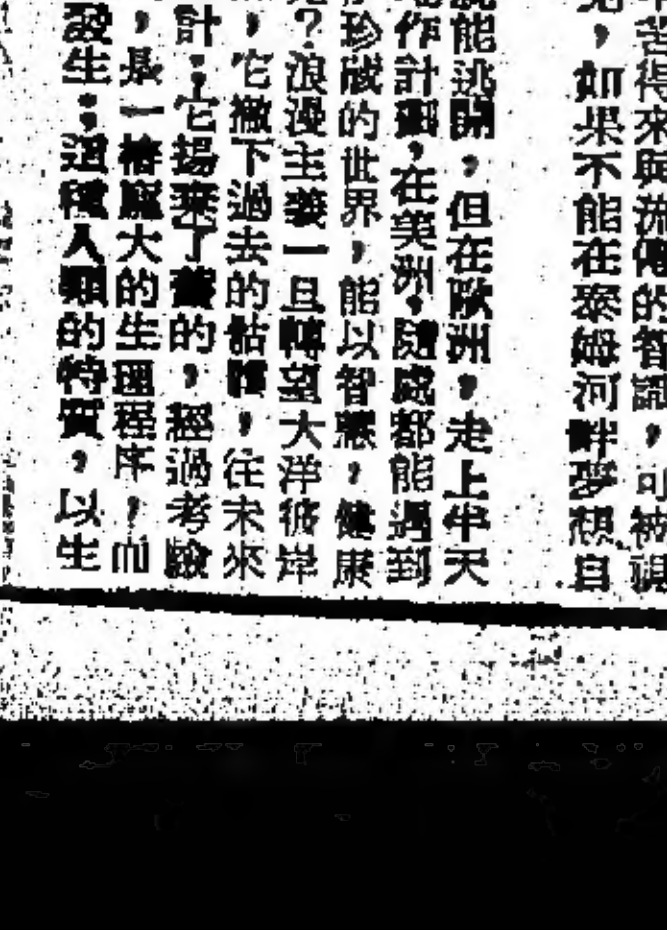 苦得來與流傳的智識，可被視
，如果不能在泰姆河畔夢想自
能逃開，但在歐洲，走上半天
作計劃，在美洲，隨處都能遇到
珍藏的世界，能以智慧，健康
？浪漫主義一旦轉望大洋彼岸
，它撇下過去的骷髏，往未來
計；它揚棄了舊的，經過考驗
，是一樁龐大的生理程序，而
發生；這種人類的特質，以生